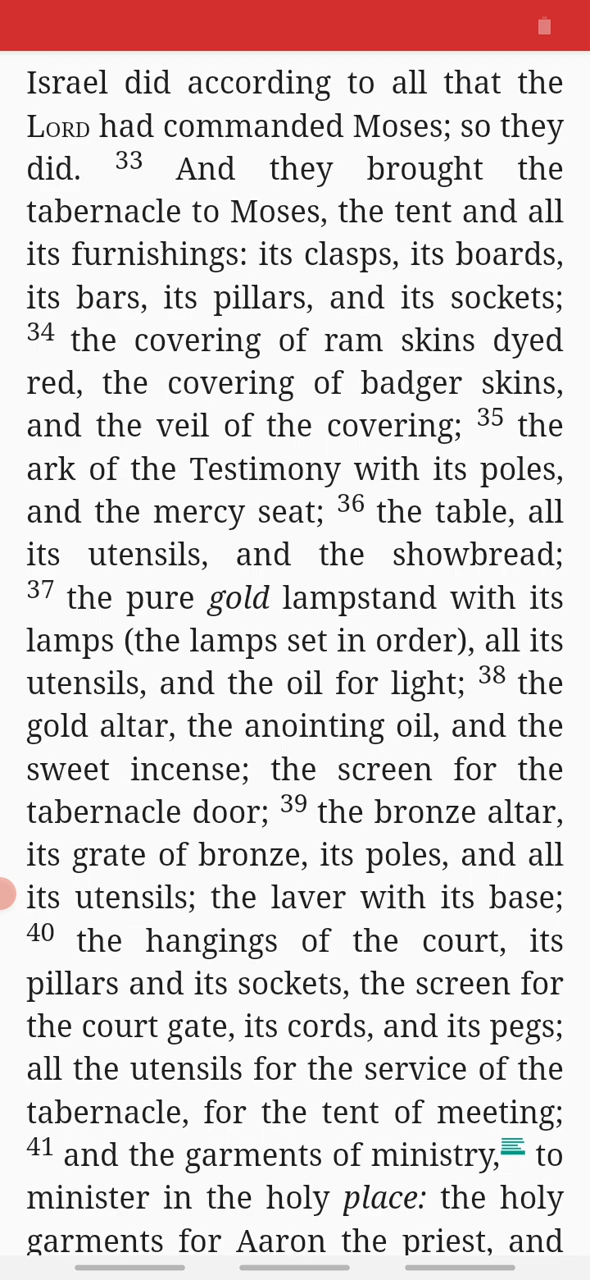 Israel did according to all that the
LORD had commanded Moses; so they
did. 33 And they brought the
tabernacle to Moses, the tent and all
its furnishings: its clasps, its boards,
its bars, its pillars, and its sockets;
34 the covering of ram skins dyed
red, the covering of badger skins,
and the veil of the covering; 35 the
ark of the Testimony with its poles,
and the mercy seat; 36 the table, all
its utensils, and the showbread;
37 the pure gold lampstand with its
lamps (the lamps set in order), all its
utensils, and the oil for light; 38 the
gold altar, the anointing oil, and the
sweet incense; the screen for the
tabernacle door; 39 the bronze altar,
its grate of bronze, its poles, and all
its utensils; the laver with its base;
40 the hangings of the court, its
pillars and its sockets, the screen for
the court gate, its cords, and its pegs;
all the utensils for the service of the
tabernacle, for the tent of meeting;
41 and the garments of ministry, to
minister in the holy place: the holy
garments for Aaron the priest, and